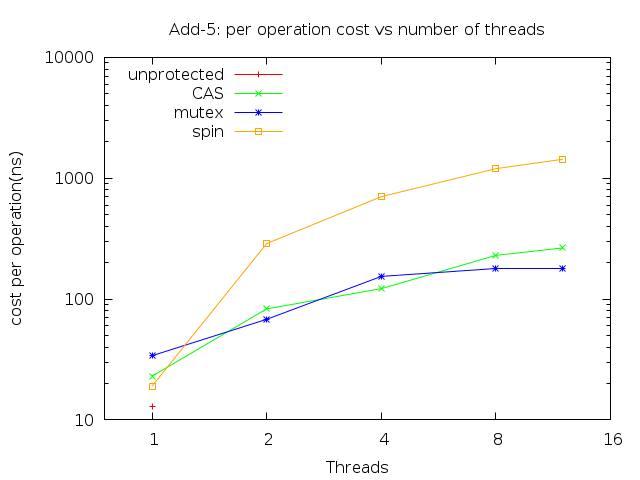 Add-5: per operation cost vs number of threads
10000
1000
100
10
cost per operation(ns)
unprotected
CAS
mutex
spin
1 2 4 8 16
Threads